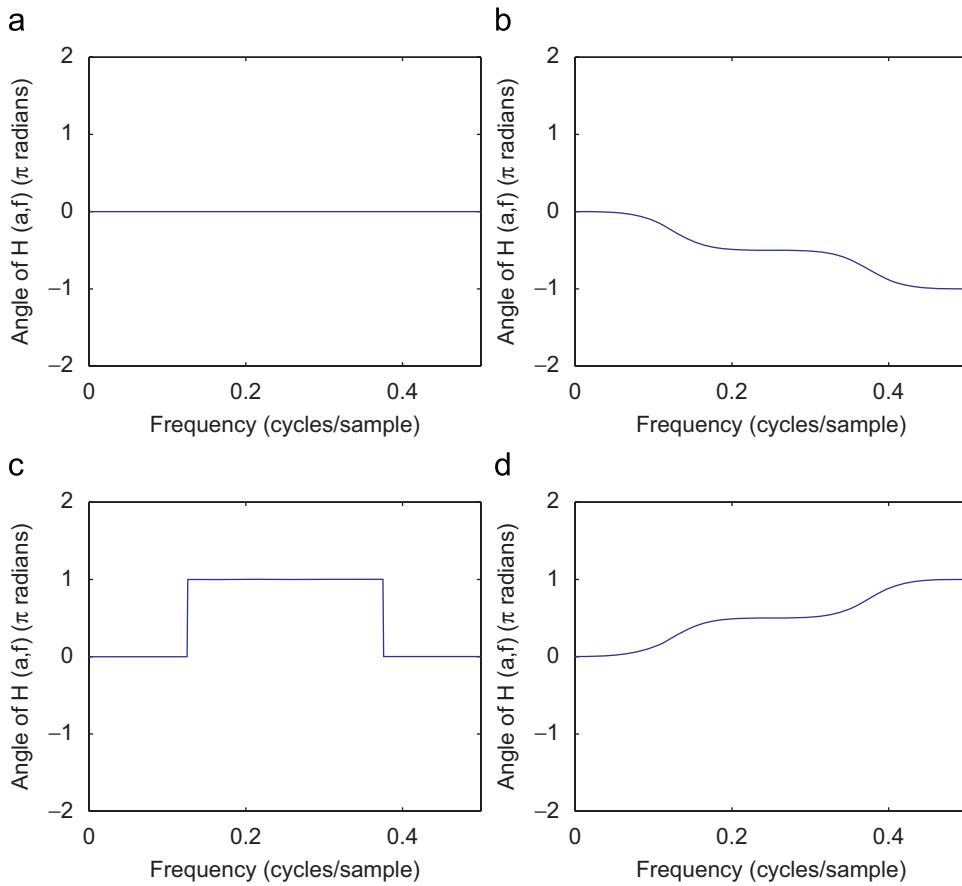 a
2
1
0
−1
−2
Angle of H (a,f) (π radians)
0
0.2
0.4
Frequency (cycles/sample)
b
2
1
0
−1
−2
Angle of H (a,f) (π radians)
0
0.2
0.4
Frequency (cycles/sample)
c
2
1
0
−1
−2
Angle of H (a,f) (π radians)
0
0.2
0.4
Frequency (cycles/sample)
d
2
1
0
−1
−2
Angle of H (a,f) (π radians)
0
0.2
0.4
Frequency (cycles/sample)